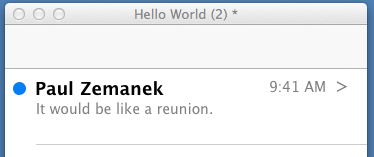 Hello World (2) *
Paul Zemanek 9:41 AM >
It would be like a reunion.